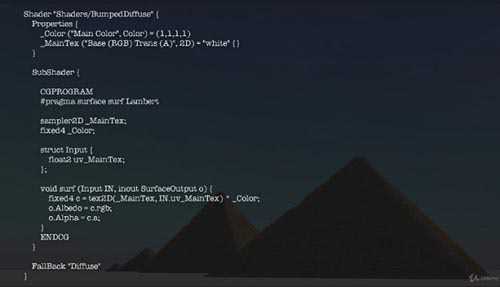 Shader "Shaders/BumpedDiffuse" {
Properties {
_Color ("Main Color", Color) = (1,1,1,1)
_MainTex ("Base (RGB) Trans (A)", 2D) = "white" {}
}
SubShader {
CGPROGRAM
#pragma surface surf Lambert
sampler2D _MainTex;
fixed4 _Color;
struct Input {
float2 uv_MainTex;
};
void surf (Input IN, inout SurfaceOutput o) {
fixed4 c = tex2D(_MainTex, IN.uv_MainTex) * _Color;
o.Albedo = c.rgb;
o.Alpha = c.a;
}
ENDCG
}
FallBack "Diffuse"
}